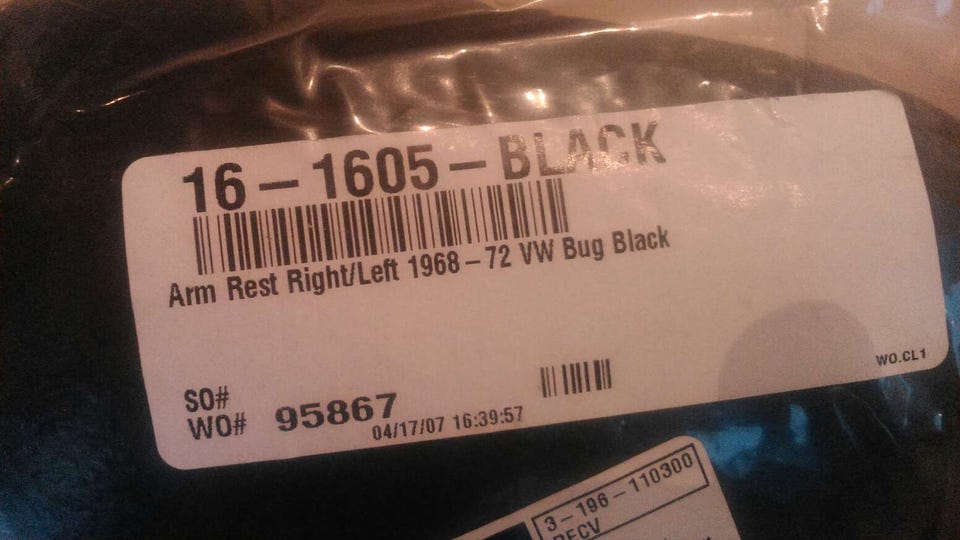 16-1605-BLACK
Arm Rest Right/Left 1968-72 VW Bug Black
SO#
WO# 95867
04/17/07 16:39:57
WO.CL1
3-196-110300
RECV